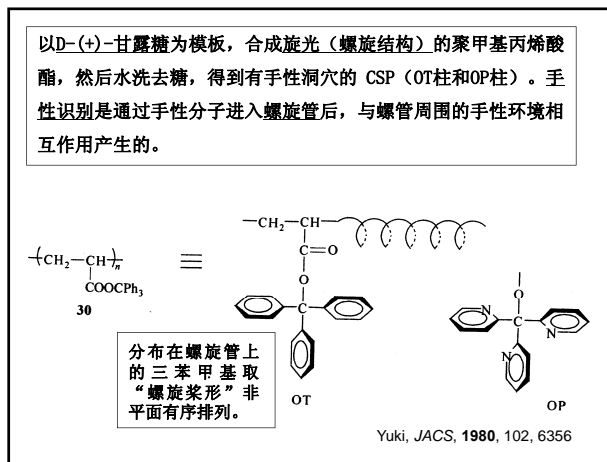 以D-(+)-甘露糖为模板，合成旋光（螺旋结构）的聚甲基丙烯酸
酯，然后水洗去糖，得到有手性洞穴的 CSP（OT柱和OP柱）。手
性识别是通过手性分子进入螺旋管后，与螺管周围的手性环境相
互作用产生的。
—CH₂—CH—
C=O
O
C
(CH₂—CH)ₙ
COOCPh₃
30
≡
O
N
C
N
N
分布在螺旋管上
的三苯甲基取
“螺旋桨形”非
平面有序排列。
OT
OP
Yuki, JACS, 1980, 102, 6356